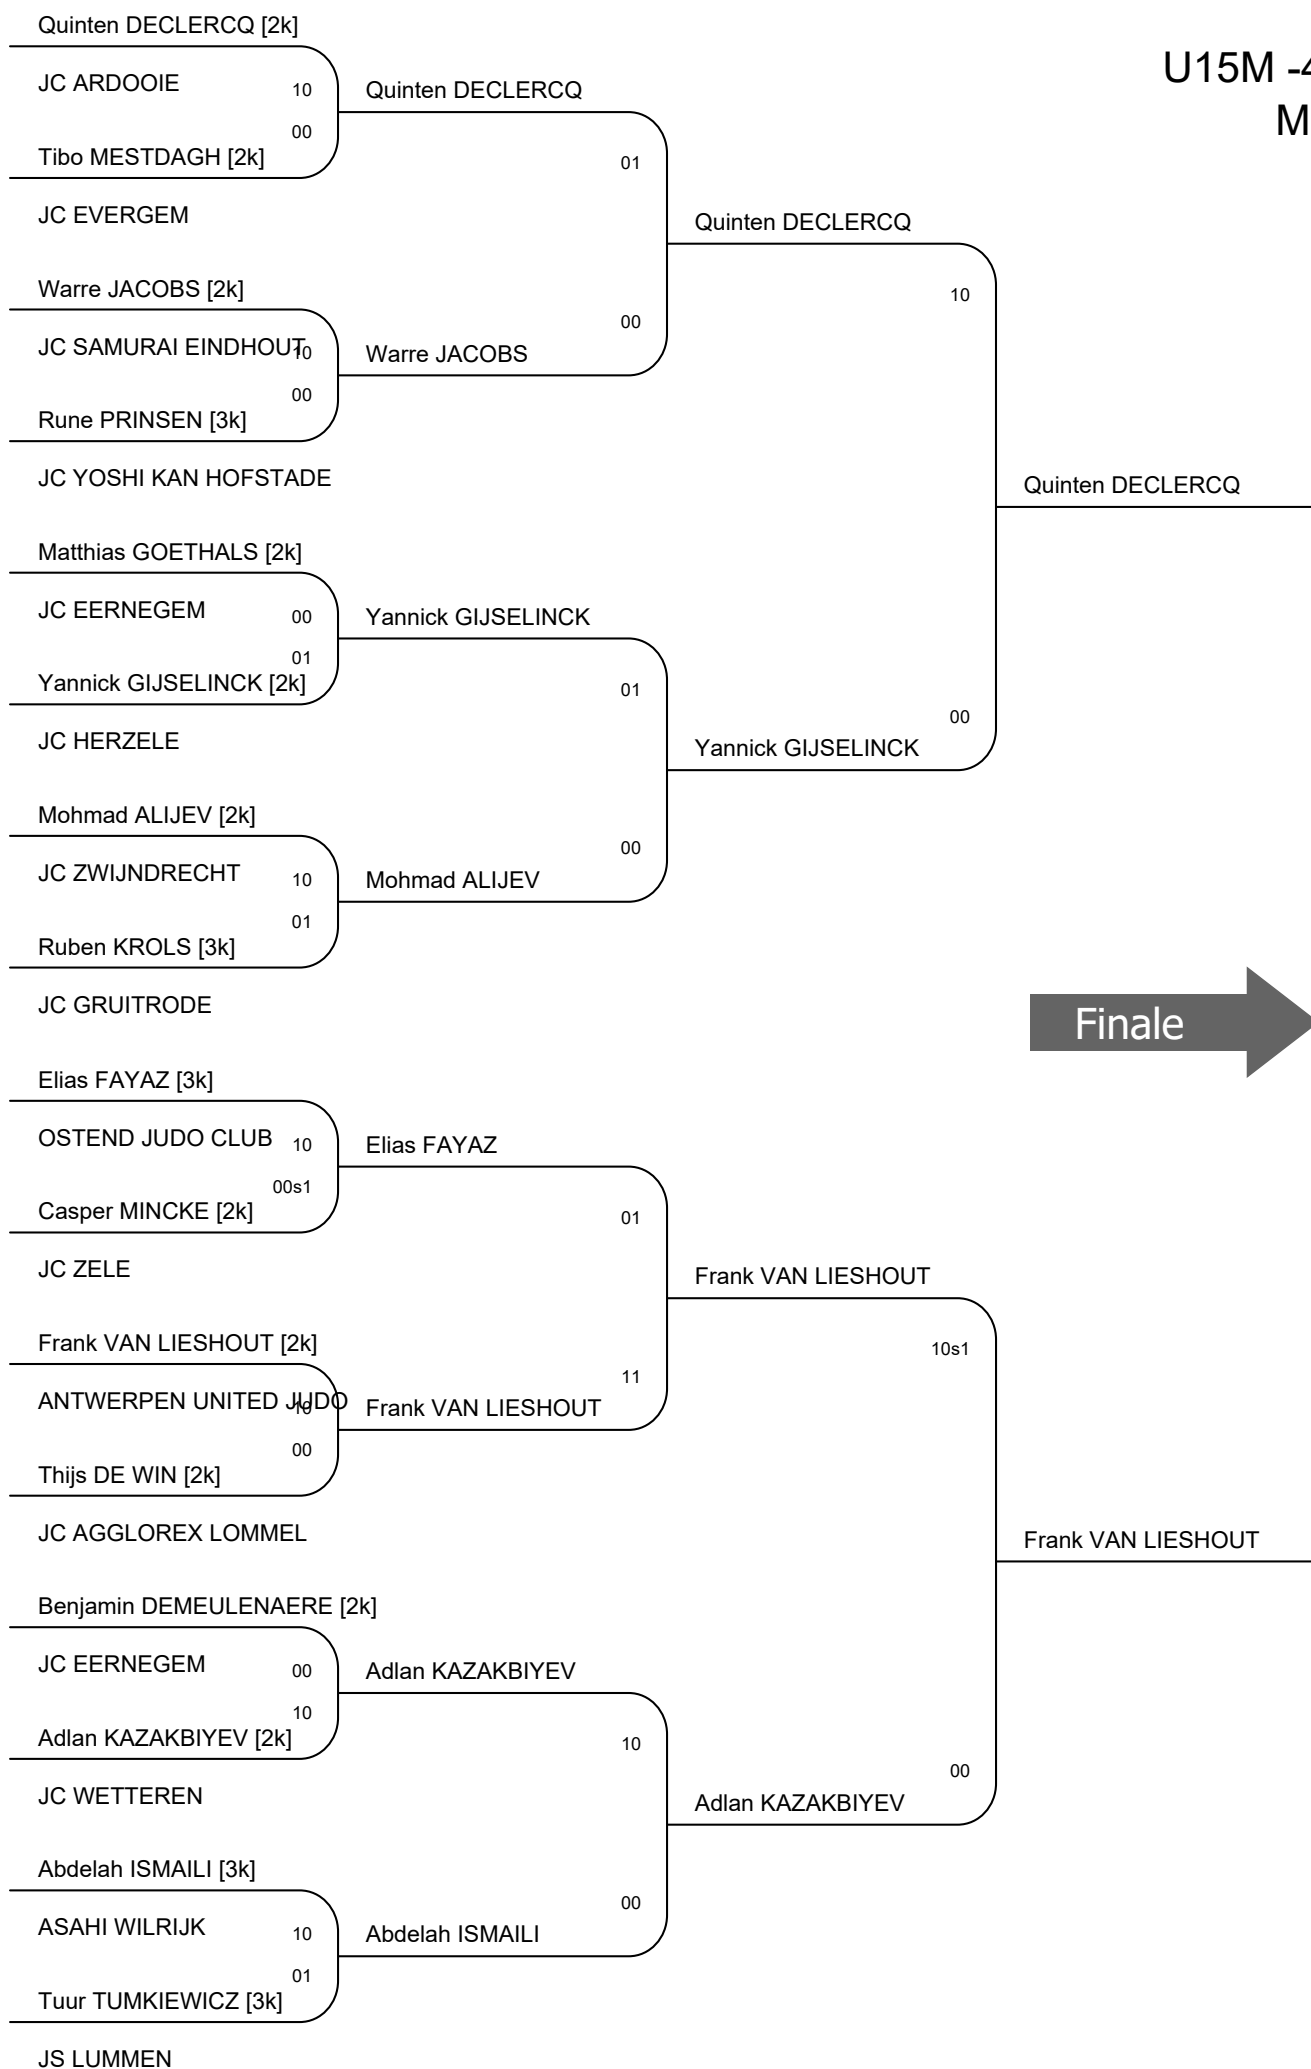 Quinten DECLERCQ [2k]
U15M -4
JC ARDOOIE
10
Quinten DECLERCQ
M
00
Tibo MESTDAGH [2k]
01
JC EVERGEM
Quinten DECLERCQ
Warre JACOBS [2k]
10
00
JC SAMURAI EINDHOUT
10
Warre JACOBS
00
Rune PRINSEN [3k]
JC YOSHI KAN HOFSTADE
Quinten DECLERCQ
Matthias GOETHALS [2k]
JC EERNEGEM
00
Yannick GIJSELINCK
01
Yannick GIJSELINCK [2k]
01
00
JC HERZELE
Yannick GIJSELINCK
Mohmad ALIJEV [2k]
00
JC ZWIJNDRECHT
10
Mohmad ALIJEV
01
Ruben KROLS [3k]
JC GRUITRODE
Finale
Elias FAYAZ [3k]
OSTEND JUDO CLUB
10
Elias FAYAZ
00s1
Casper MINCKE [2k]
01
JC ZELE
Frank VAN LIESHOUT
Frank VAN LIESHOUT [2k]
10s1
11
ANTWERPEN UNITED JUDO
10
Frank VAN LIESHOUT
00
Thijs DE WIN [2k]
JC AGGLOREX LOMMEL
Frank VAN LIESHOUT
Benjamin DEMEULENAERE [2k]
JC EERNEGEM
00
Adlan KAZAKBIYEV
10
Adlan KAZAKBIYEV [2k]
10
00
JC WETTEREN
Adlan KAZAKBIYEV
Abdelah ISMAILI [3k]
00
ASAHI WILRIJK
10
Abdelah ISMAILI
01
Tuur TUMKIEWICZ [3k]
JS LUMMEN